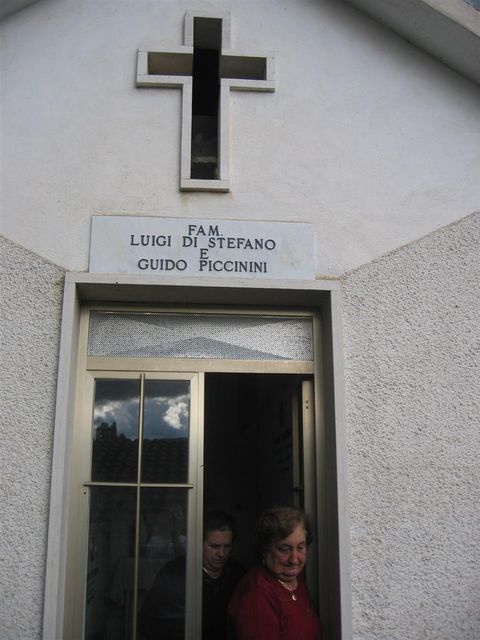 FAM.
LUIGI DI STEFANO
E
GUIDO PICCININI